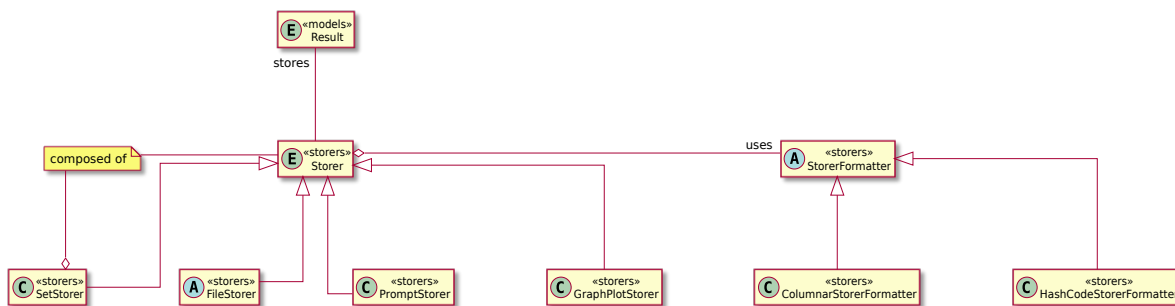 E
«models»
Result
stores
composed of
E
«storers»
Storer
uses
A
«storers»
StorerFormatter
C
«storers»
SetStorer
A
«storers»
FileStorer
C
«storers»
PromptStorer
C
«storers»
GraphPlotStorer
C
«storers»
ColumnarStorerFormatter
C
«storers»
HashCodeStorerFormatter